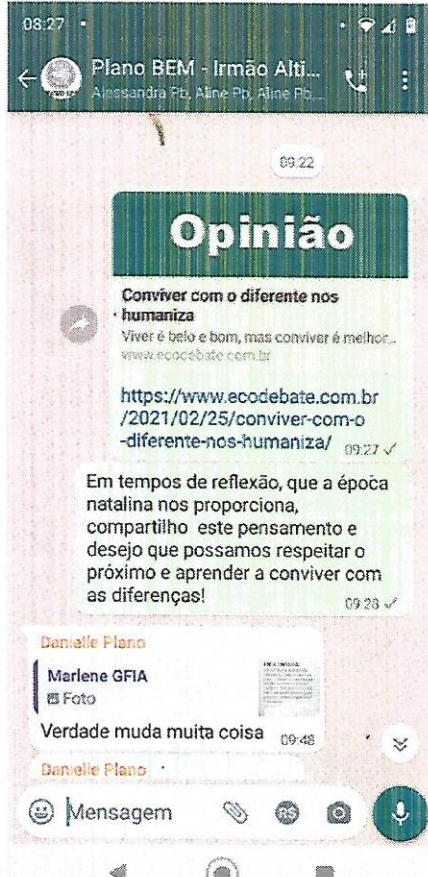 08:27
Plano BEM - Irmão Alti...
Alessandra Pb, Aline Pb, Aline Pb,...
09:22
Opinião
Conviver com o diferente nos
humaniza
Viver é belo e bom, mas conviver é melhor...
www.ecodebate.com.br
https://www.ecodebate.com.br
/2021/02/25/conviver-com-o
-diferente-nos-humaniza/ 09:27
Em tempos de reflexão, que a época
natalina nos proporciona,
compartilho este pensamento e
desejo que possamos respeitar o
próximo e aprender a conviver com
as diferenças! 09:28
Danielle Plano
Marlene GFIA
Foto
Verdade muda muita coisa 09:48
Danielle Plano
Mensagem